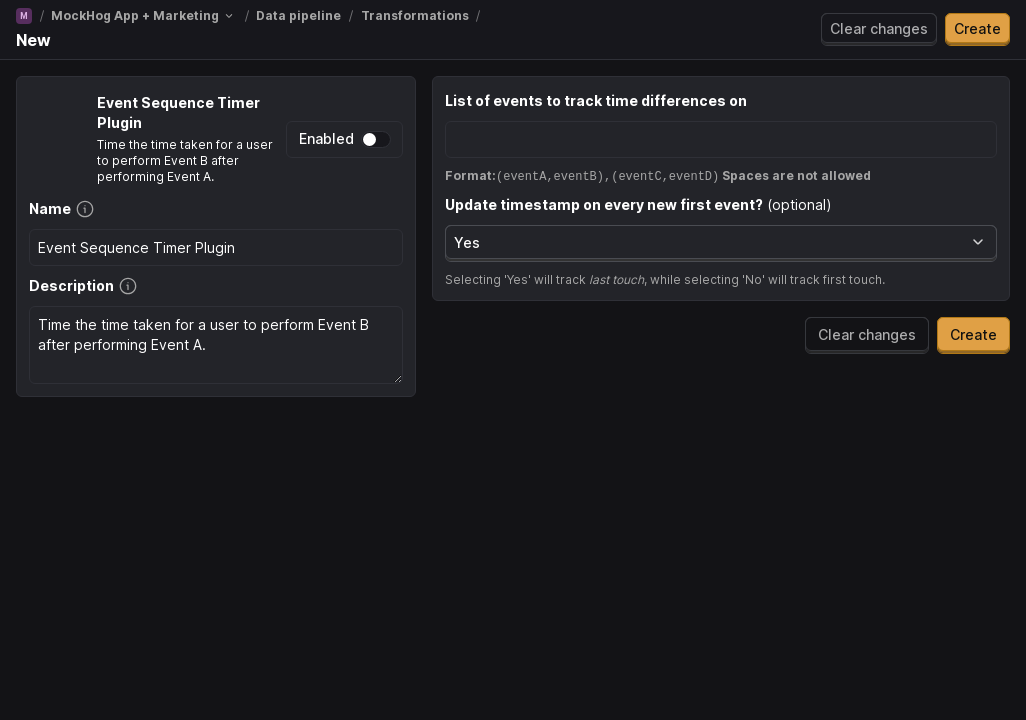 M / MockHog App + Marketing / Data pipeline / Transformations /
New
Clear changes
Create
Event Sequence Timer
Plugin
Time the time taken for a user
to perform Event B after
performing Event A.
Enabled
Name
Event Sequence Timer Plugin
Description
Time the time taken for a user to perform Event B
after performing Event A.
List of events to track time differences on
Format:(eventA,eventB),(eventC,eventD) Spaces are not allowed
Update timestamp on every new first event? (optional)
Yes
Selecting 'Yes' will track last touch, while selecting 'No' will track first touch.
Clear changes
Create